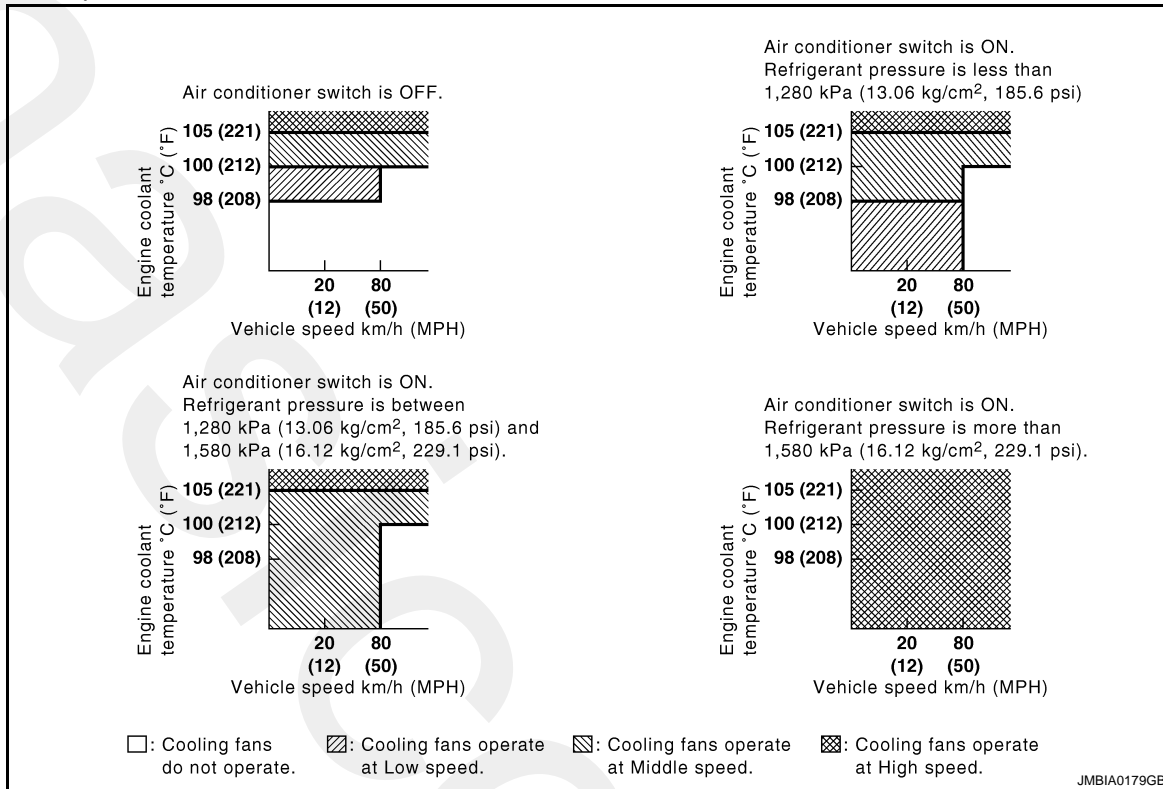 Air conditioner switch is OFF.
Engine coolant
temperature ˚C (˚F)
105 (221)
100 (212)
98 (208)
20
80
(12)
(50)
Vehicle speed km/h (MPH)
Air conditioner switch is ON.
Refrigerant pressure is less than
1,280 kPa (13.06 kg/cm², 185.6 psi)
Engine coolant
temperature ˚C (˚F)
105 (221)
100 (212)
98 (208)
20
80
(12)
(50)
Vehicle speed km/h (MPH)
Air conditioner switch is ON.
Refrigerant pressure is between
1,280 kPa (13.06 kg/cm², 185.6 psi) and
1,580 kPa (16.12 kg/cm², 229.1 psi).
Engine coolant
temperature ˚C (˚F)
105 (221)
100 (212)
98 (208)
20
80
(12)
(50)
Vehicle speed km/h (MPH)
Air conditioner switch is ON.
Refrigerant pressure is more than
1,580 kPa (16.12 kg/cm², 229.1 psi).
Engine coolant
temperature ˚C (˚F)
105 (221)
100 (212)
98 (208)
20
80
(12)
(50)
Vehicle speed km/h (MPH)
: Cooling fans
do not operate.
: Cooling fans operate
at Low speed.
: Cooling fans operate
at Middle speed.
: Cooling fans operate
at High speed.
JMBIA0179GB